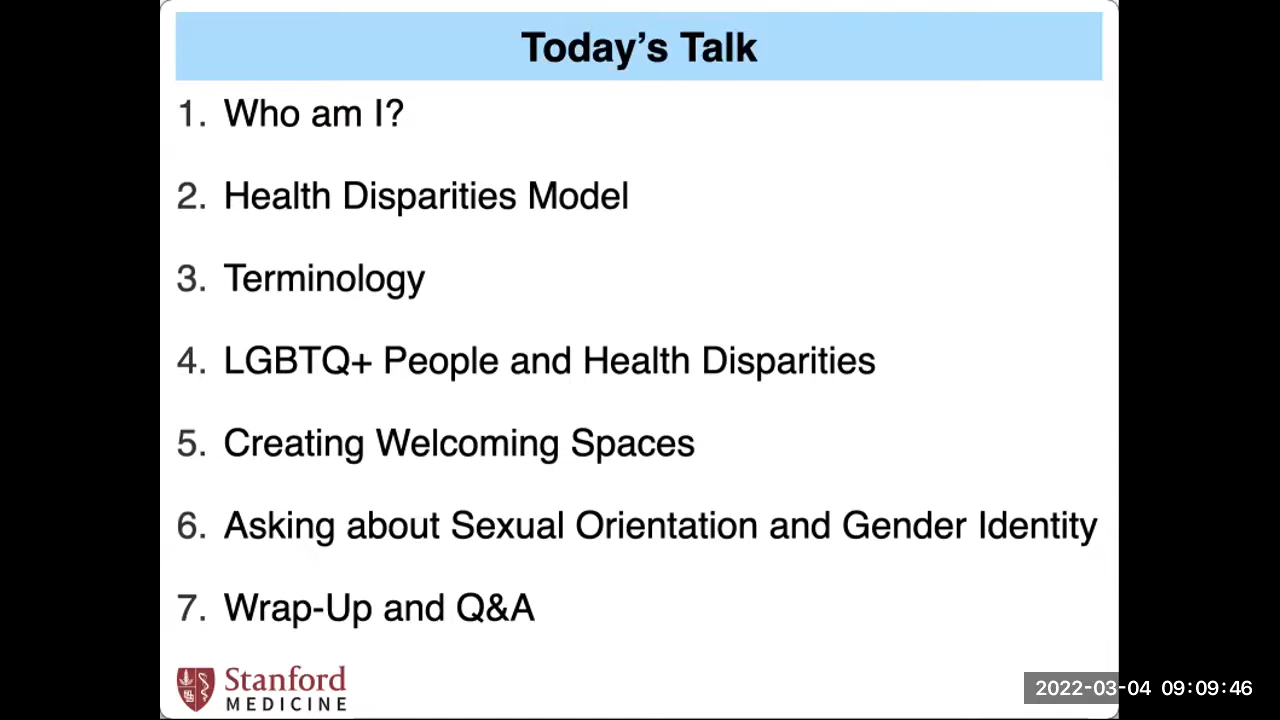 Today’s Talk
1. Who am I?
2. Health Disparities Model
3. Terminology
4. LGBTQ+ People and Health Disparities
5. Creating Welcoming Spaces
6. Asking about Sexual Orientation and Gender Identity
7. Wrap-Up and Q&A
Stanford
MEDICINE
2022-03-04 09:09:46